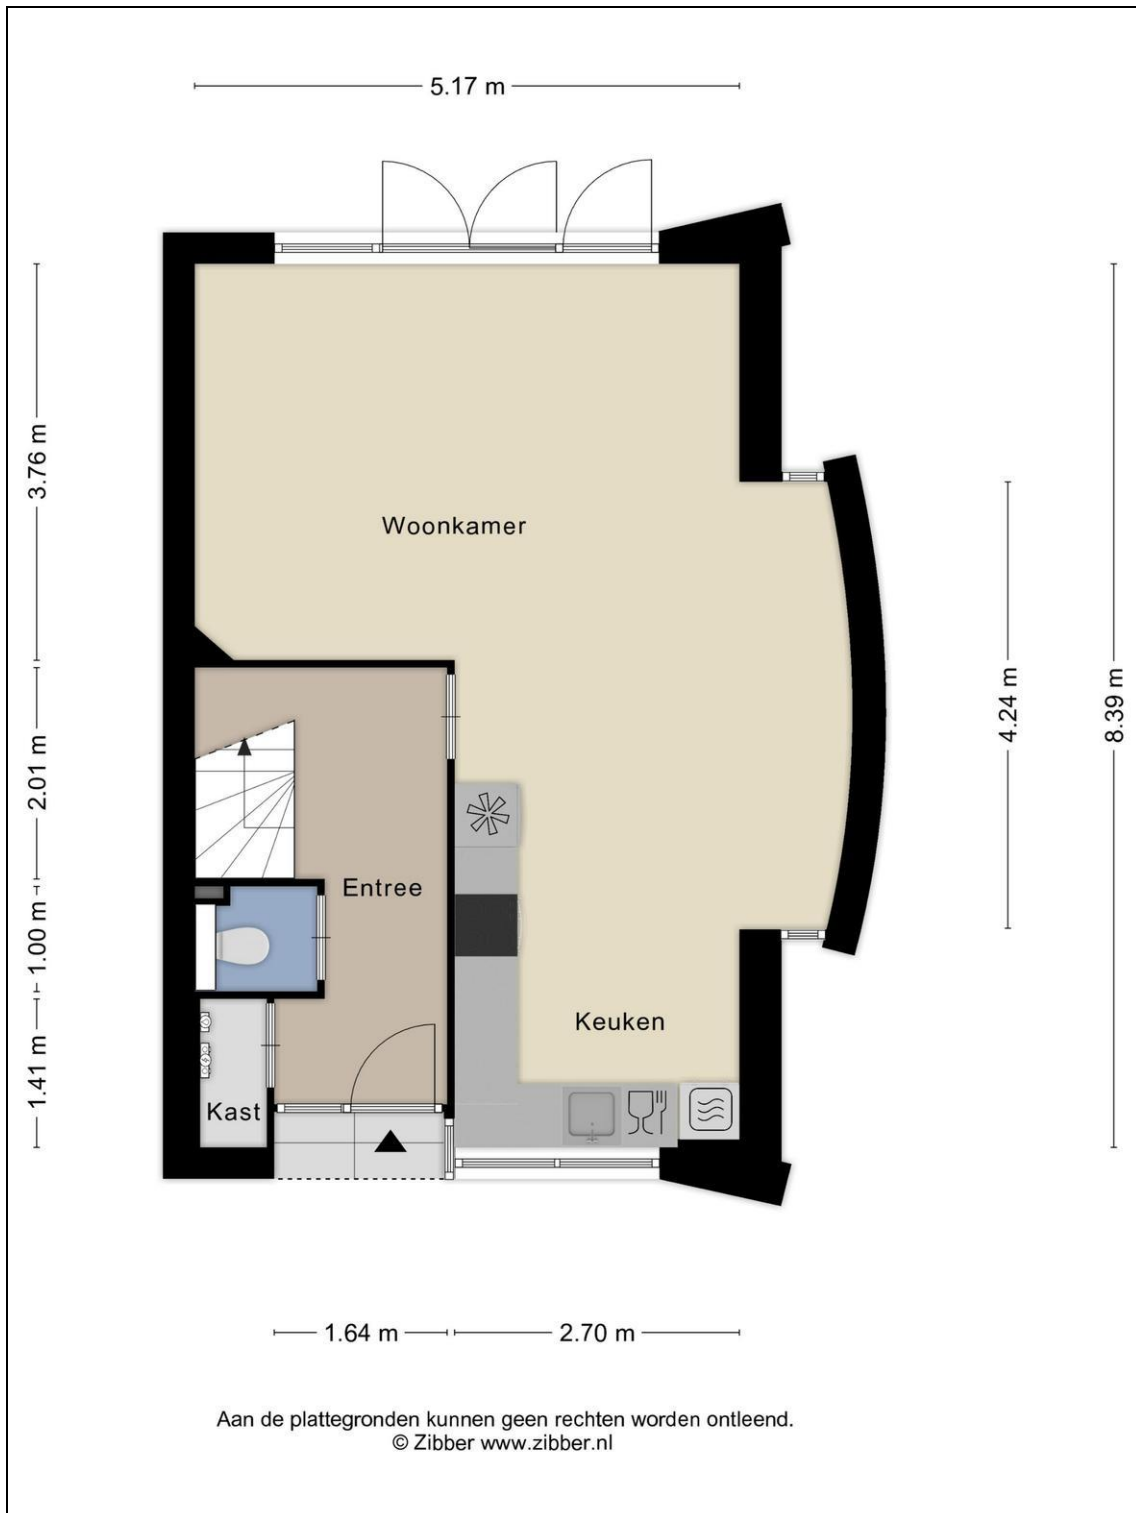 5.17 m
3.76 m
Woonkamer
4.24 m
8.39 m
2.01 m
Entree
1.00 m
Keuken
1.41 m
Kast
1.64 m
2.70 m
Aan de plattegronden kunnen geen rechten worden ontleend.
© Zibber www.zibber.nl